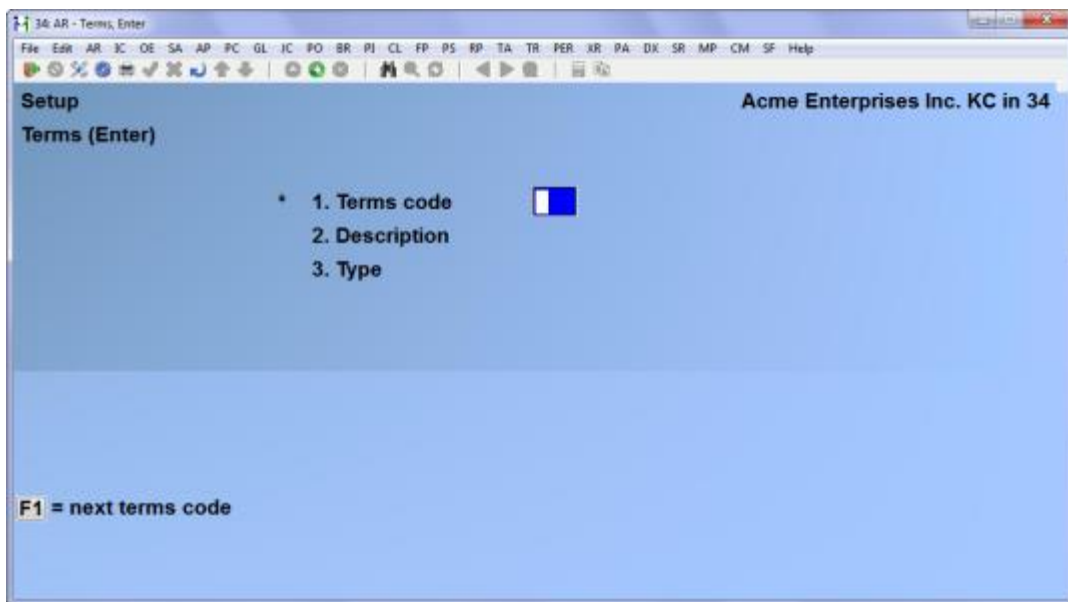 34: AR - Terms, Enter
File Edit AR IC OE SA AP PC GL JC PO BR PJ CL FP PS RP TA TR PER XR PA DX SR MP CM SF Help
Setup
Acme Enterprises Inc. KC in 34
Terms (Enter)
* 1. Terms code
2. Description
3. Type
F1 = next terms code